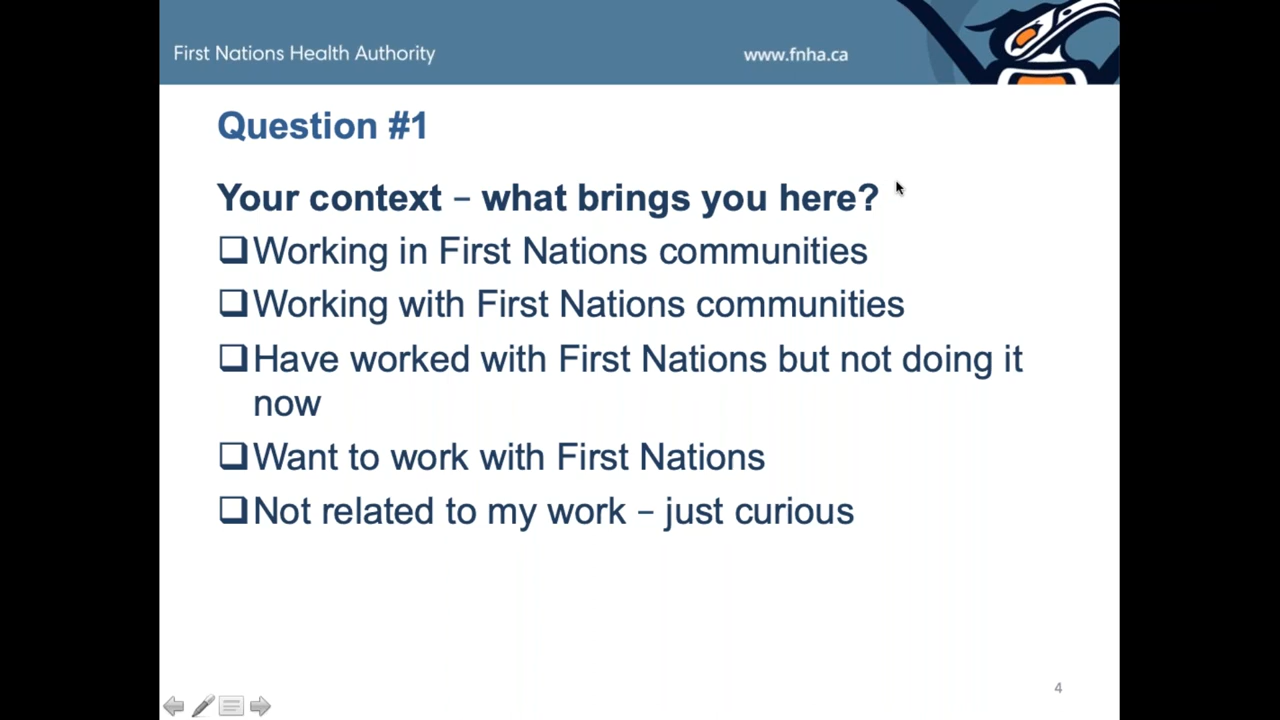 First Nations Health Authority
www.fnha.ca
Question #1
Your context – what brings you here?
❑Working in First Nations communities
❑Working with First Nations communities
❑Have worked with First Nations but not doing it
now
❑Want to work with First Nations
❑Not related to my work – just curious
4